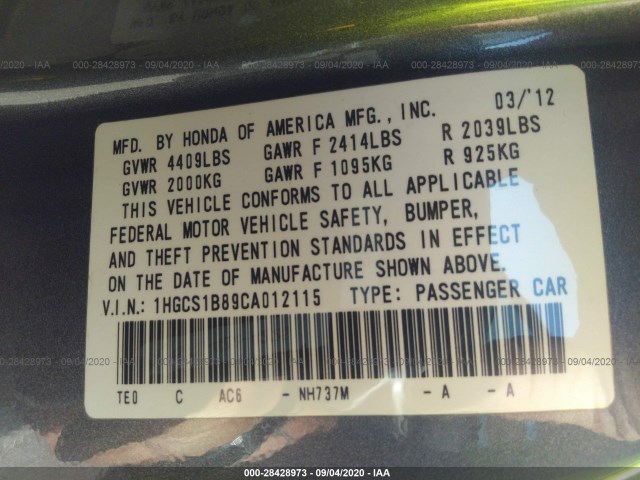 000-28428973 - 09/04/2020 - IAA
MFD. BY HONDA OF AMERICA MFG., INC. 03/'12
GVWR 4409LBS GAWR F 2414LBS R 2039LBS
GVWR 2000KG GAWR F 1095KG R 925KG
THIS VEHICLE CONFORMS TO ALL APPLICABLE
FEDERAL MOTOR VEHICLE SAFETY, BUMPER,
AND THEFT PREVENTION STANDARDS IN EFFECT
ON THE DATE OF MANUFACTURE SHOWN ABOVE.
V.I.N.: 1HGCS1B89CA012115 TYPE: PASSENGER CAR
TE0 C AC6 - NH737M - A - A
000-28428973 - 09/04/2020 - IAA